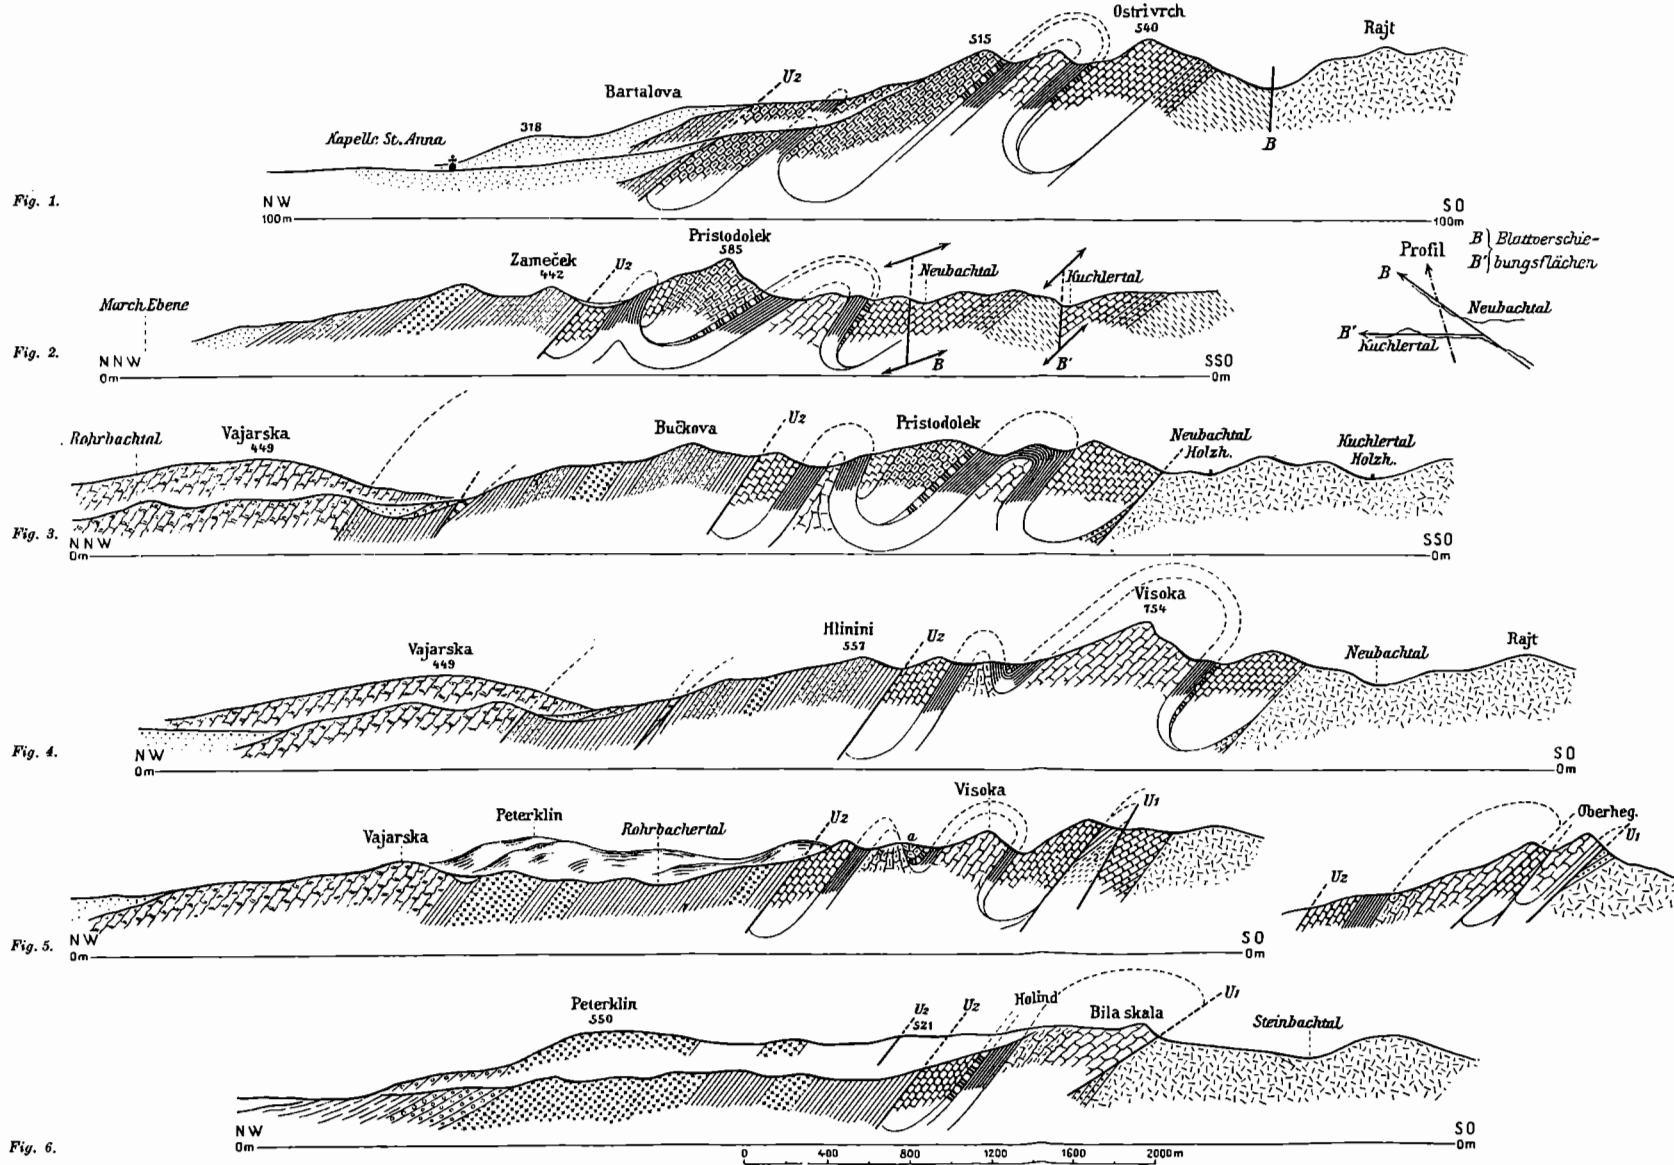 Fig. 1.
Kapelle St. Anna
318
Bartalova
U2
515
Ostrivrch
540
Rajt
B
NW
100m
SO
100m
Fig. 2.
March Ebene
Zameček
442
U2
Pristodolek
585
Neubachtal
Kuchlertal
B
B'
NNW
0m
SSO
0m
Profil
B } Blattverschie-
B' } bungsflächen
B
Neubachtal
B'
Kuchlertal
Fig. 3.
Rohrbachtal
Vajarska
449
Bučkova
U2
Pristodolek
Neubachtal
Holzh.
Kuchlertal
Holzh.
NNW
0m
SSO
0m
Fig. 4.
Vajarska
449
Hlinini
557
U2
Visoka
754
Neubachtal
Rajt
NW
0m
SO
0m
Fig. 5.
Vajarska
Peterklin
Rohrbachertal
U2
a
Visoka
U1
U2
Oberheg.
U1
NW
0m
SO
0m
Fig. 6.
Peterklin
550
U2
521
U2
Holind
Bila skala
U1
Steinbachtal
NW
0m
SO
0m
0 400 800 1200 1600 2000m